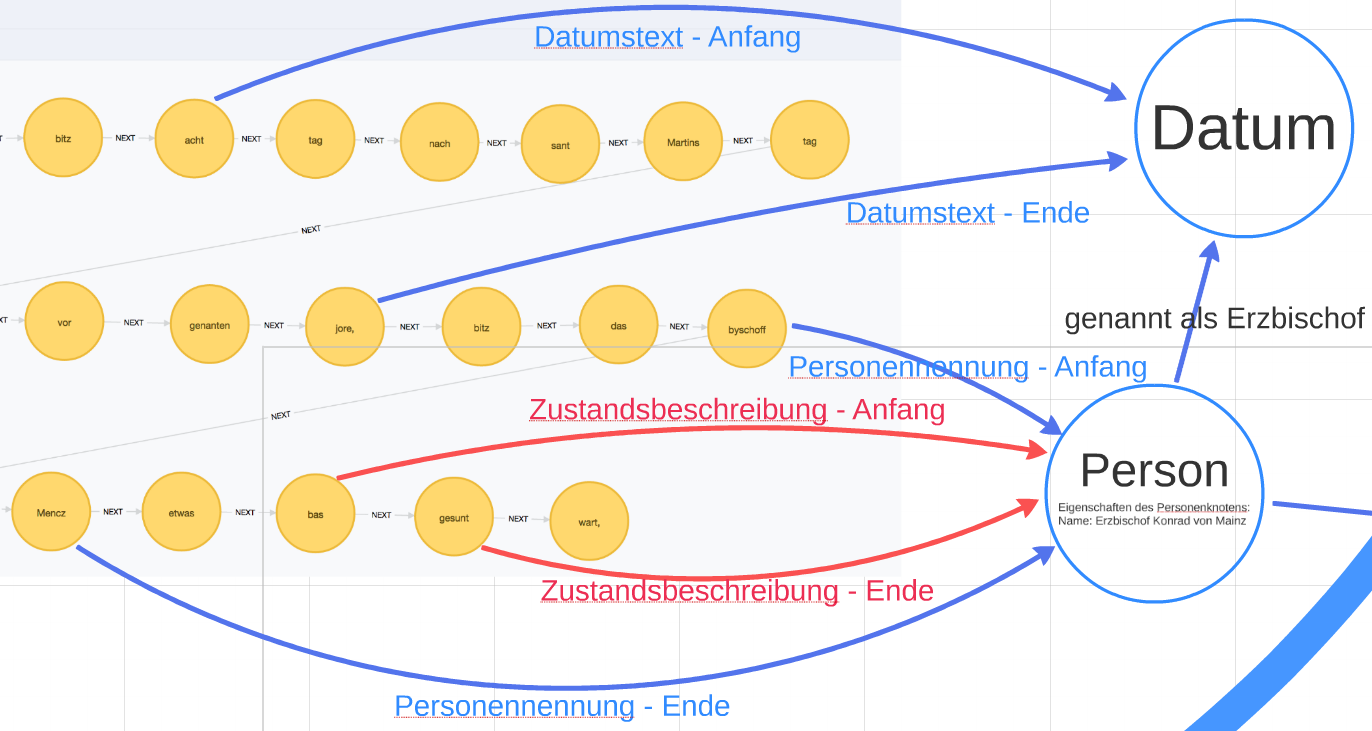 Datumstext - Anfang
T bitz NEXT acht NEXT tag NEXT nach NEXT sant NEXT Martins NEXT tag
Datum
Datumstext - Ende
NEXT
XT vor NEXT genanten NEXT jore, NEXT bitz NEXT das NEXT byschoff
genannt als Erzbischof
Personennennung - Anfang
NEXT
Zustandsbeschreibung - Anfang
Person
Eigenschaften des Personenknotens:
Name: Erzbischof Konrad von Mainz
Mencz NEXT etwas NEXT bas NEXT gesunt NEXT wart,
Zustandsbeschreibung - Ende
Personennennung - Ende